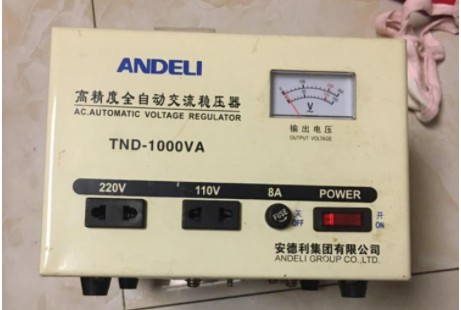 ANDELI
高精度全自动交流稳压器
AC.AUTOMATIC VOLTAGE REGULATOR
TND-1000VA
V
输出电压
OUTPUT VOLTAGE
220V 110V 8A POWER
FUSE
关 开
OFF ON
安德利集团有限公司
ANDELI GROUP CO.,LTD.